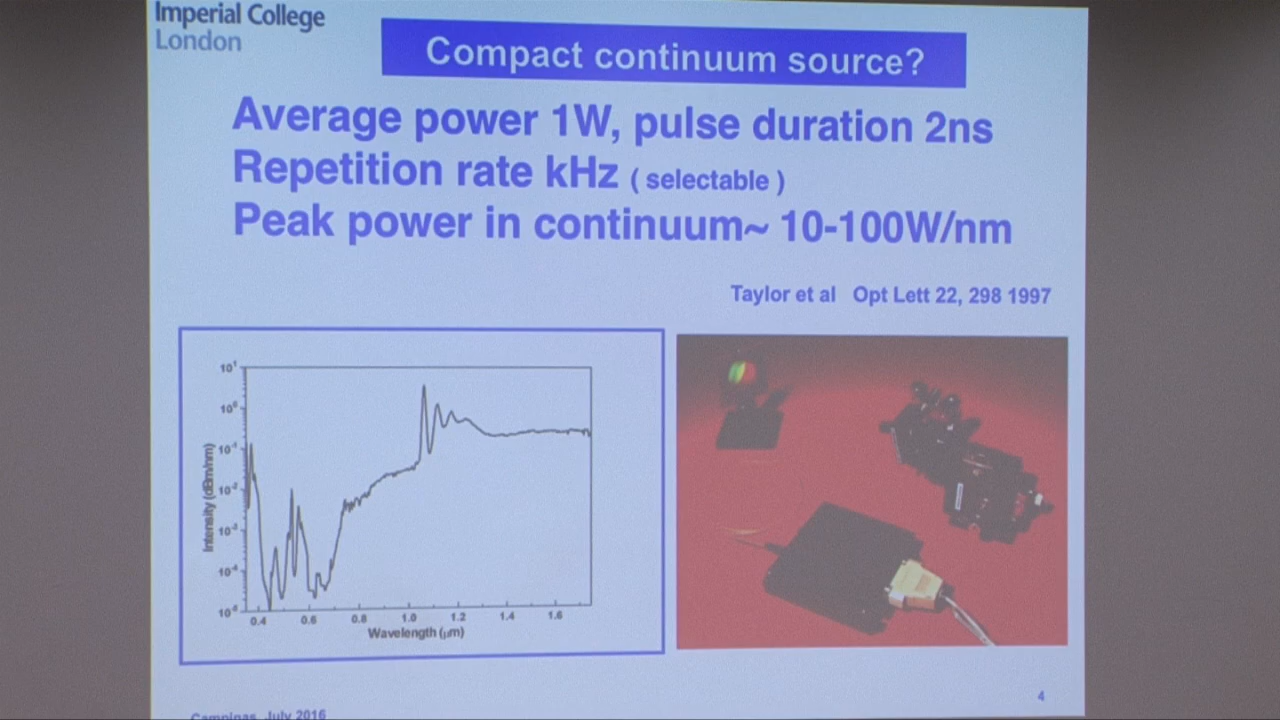 Imperial College
London
Compact continuum source?
Average power 1W, pulse duration 2ns
Repetition rate kHz ( selectable )
Peak power in continuum~ 10-100W/nm
Taylor et al Opt Lett 22, 298 1997
10¹
10⁰
10⁻¹
10⁻²
10⁻³
10⁻⁴
10⁻⁵
Intensity (dBm/nm)
0.4 0.6 0.8 1.0 1.2 1.4 1.6
Wavelength (μm)
4
Campinas, July 2016